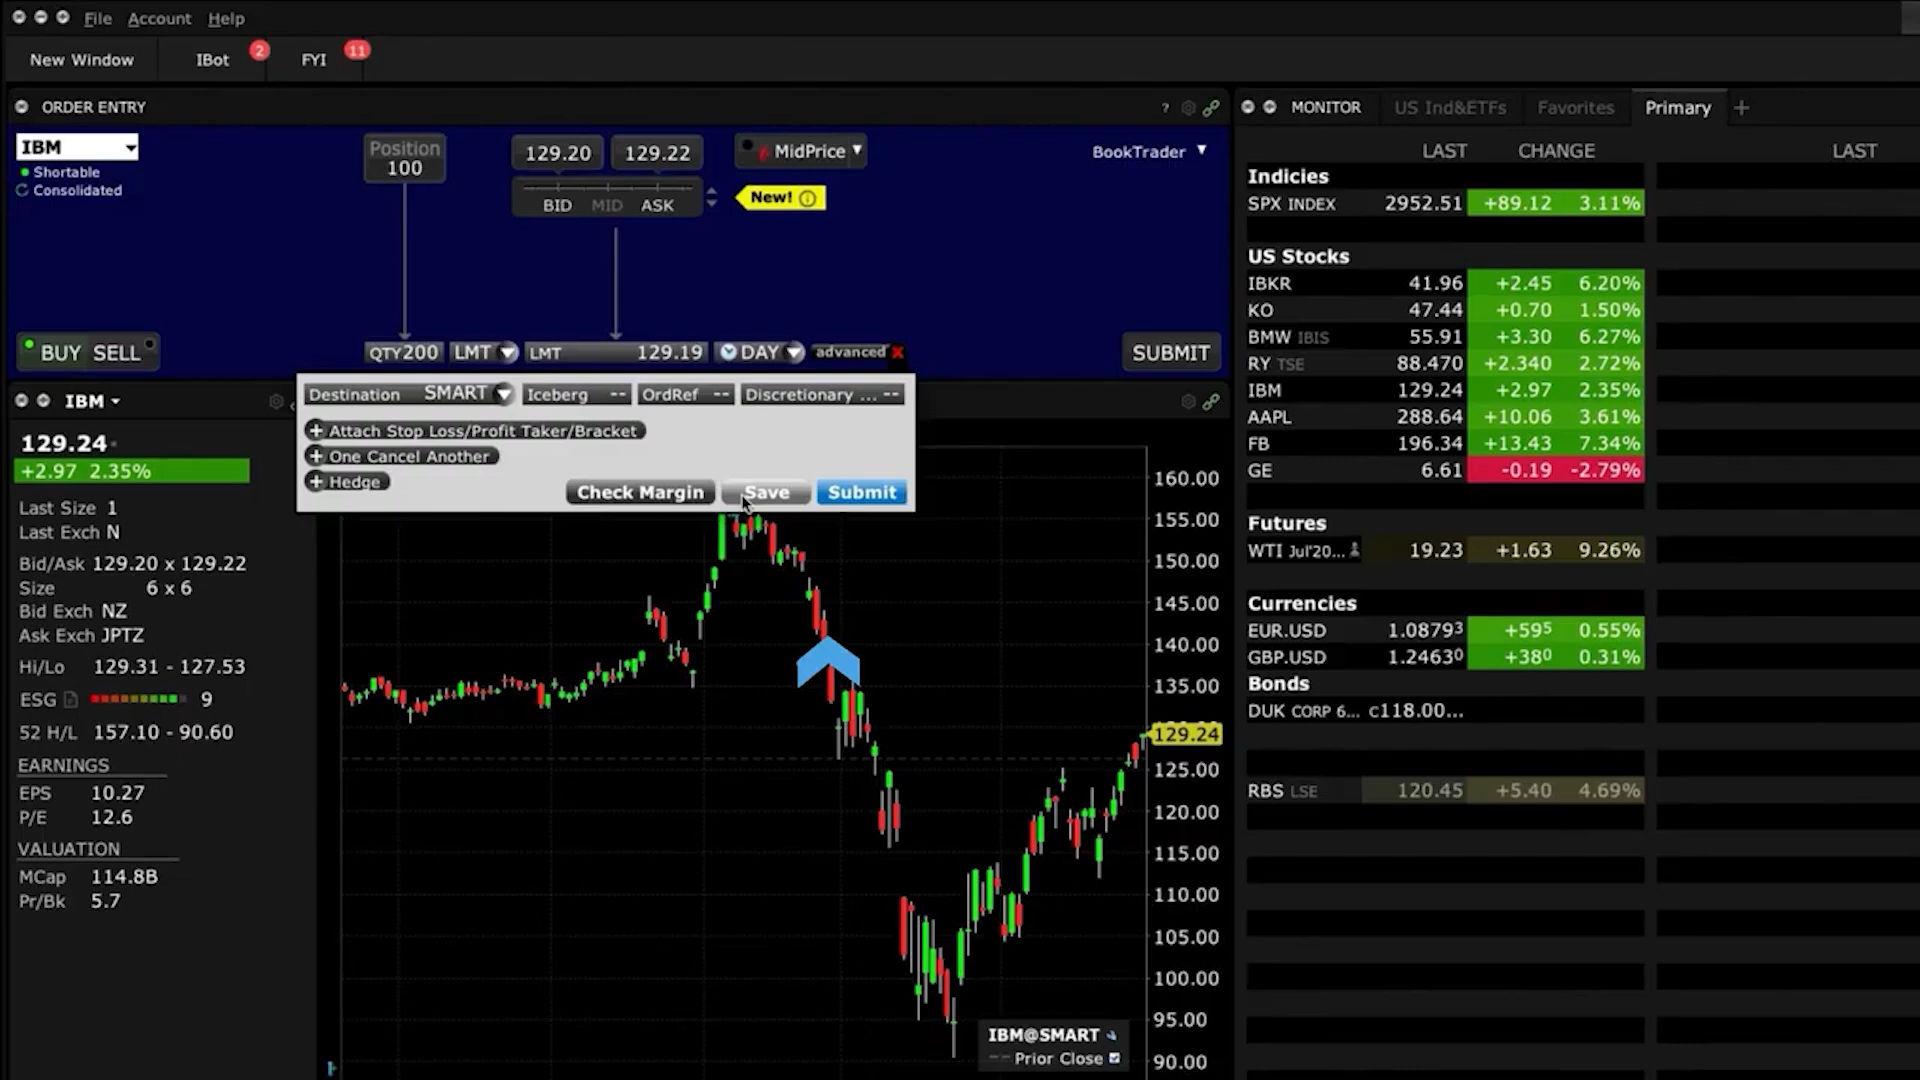 File Account Help
New Window IBot 2 FYI 11
ORDER ENTRY ?
IBM
Shortable
Consolidated
Position
100
129.20 129.22
BID MID ASK
MidPrice
New!
BookTrader
BUY SELL
QTY 200 LMT LMT 129.19 DAY advanced x
SUBMIT
Destination SMART Iceberg -- OrdRef -- Discretionary ... --
+ Attach Stop Loss/Profit Taker/Bracket
+ One Cancel Another
+ Hedge
Check Margin Save Submit
IBM
129.24
+2.97 2.35%
Last Size 1
Last Exch N
Bid/Ask 129.20 x 129.22
Size 6 x 6
Bid Exch NZ
Ask Exch JPTZ
Hi/Lo 129.31 - 127.53
ESG 9
52 H/L 157.10 - 90.60
EARNINGS
EPS 10.27
P/E 12.6
VALUATION
MCap 114.8B
Pr/Bk 5.7
160.00
155.00
150.00
145.00
140.00
135.00
129.24
125.00
120.00
115.00
110.00
105.00
100.00
95.00
90.00
IBM@SMART
-- Prior Close
MONITOR US Ind&ETFs Favorites Primary +
LAST CHANGE LAST
Indicies
SPX INDEX 2952.51 +89.12 3.11%
US Stocks
IBKR 41.96 +2.45 6.20%
KO 47.44 +0.70 1.50%
BMW IBIS 55.91 +3.30 6.27%
RY TSE 88.470 +2.340 2.72%
IBM 129.24 +2.97 2.35%
AAPL 288.64 +10.06 3.61%
FB 196.34 +13.43 7.34%
GE 6.61 -0.19 -2.79%
Futures
WTI Jul'20... 19.23 +1.63 9.26%
Currencies
EUR.USD 1.08793 +595 0.55%
GBP.USD 1.24630 +380 0.31%
Bonds
DUK CORP 6... C118.00...
RBS LSE 120.45 +5.40 4.69%